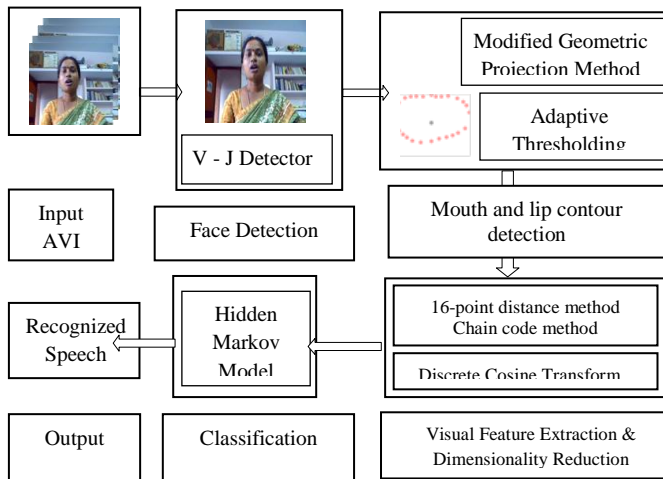 Modified Geometric
Projection Method
Adaptive
Thresholding
V - J Detector
Input
AVI
Face Detection
Mouth and lip contour
detection
16-point distance method
Chain code method
Discrete Cosine Transform
Hidden
Markov
Model
Recognized
Speech
Output
Classification
Visual Feature Extraction &
Dimensionality Reduction